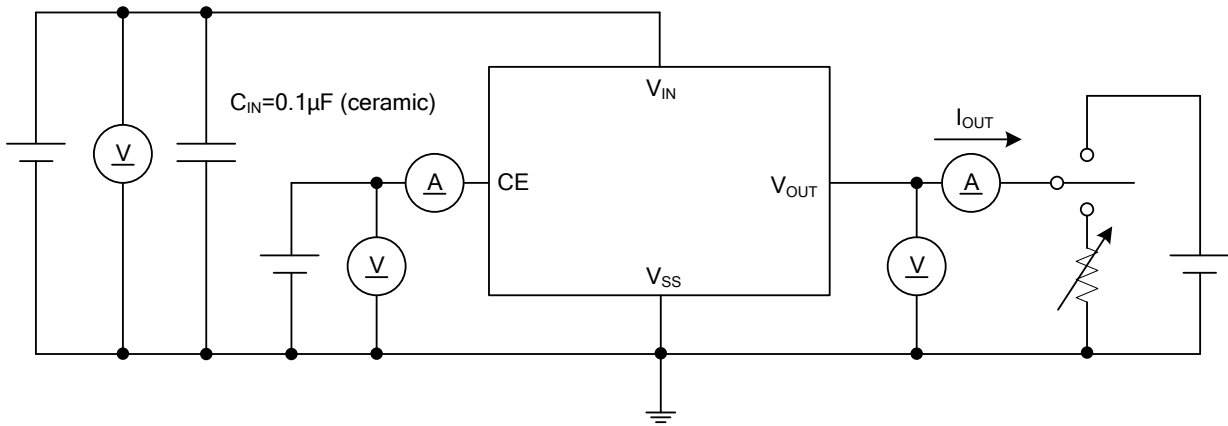 V_IN
C_IN=0.1µF (ceramic)
I_OUT
V
A
CE
V_OUT
A
V
V_SS
V